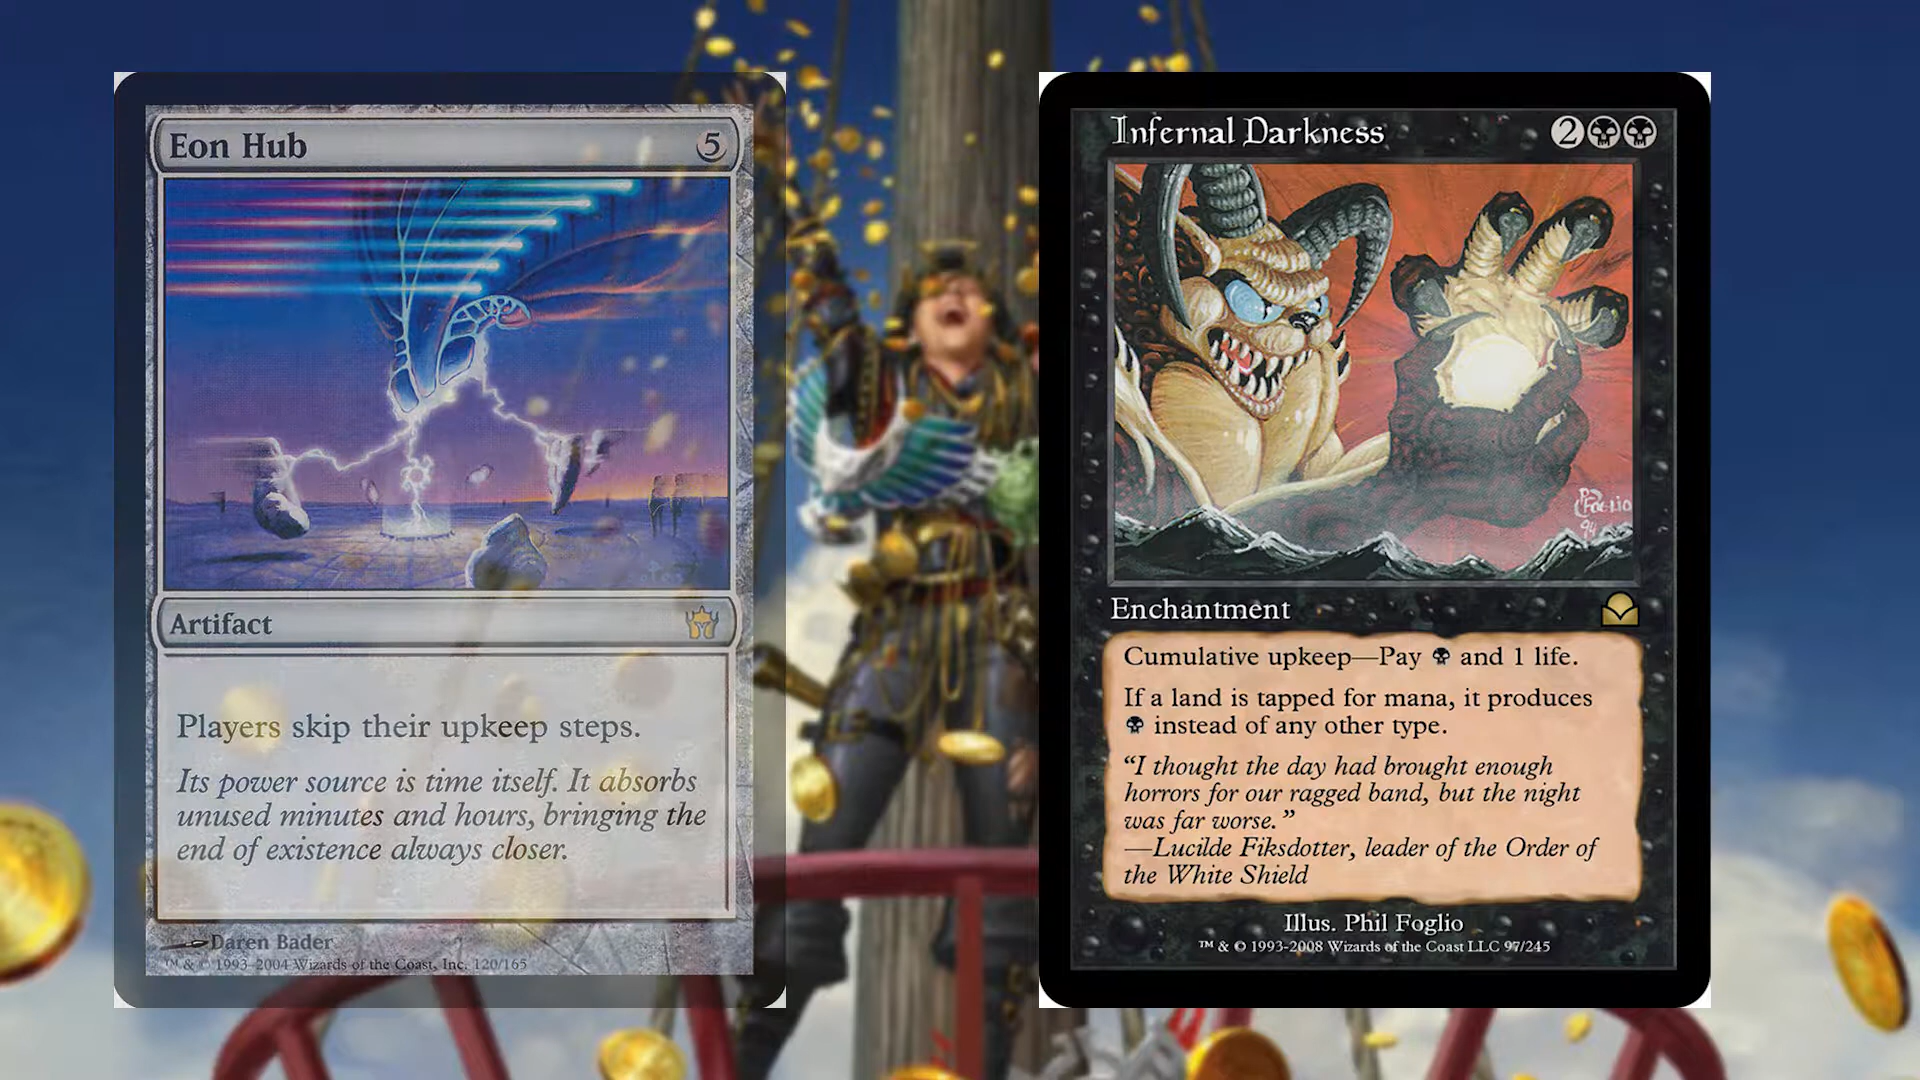 Eon Hub
5
Artifact
Players skip their upkeep steps.
Its power source is time itself. It absorbs
unused minutes and hours, bringing the
end of existence always closer.
Daren Bader
™ & © 1993-2004 Wizards of the Coast, Inc. 120/165
Infernal Darkness
2
Enchantment
Cumulative upkeep—Pay and 1 life.
If a land is tapped for mana, it produces
instead of any other type.
“I thought the day had brought enough
horrors for our ragged band, but the night
was far worse.”
—Lucilde Fiksdotter, leader of the Order of
the White Shield
Illus. Phil Foglio
™ & © 1993-2008 Wizards of the Coast LLC 97/245